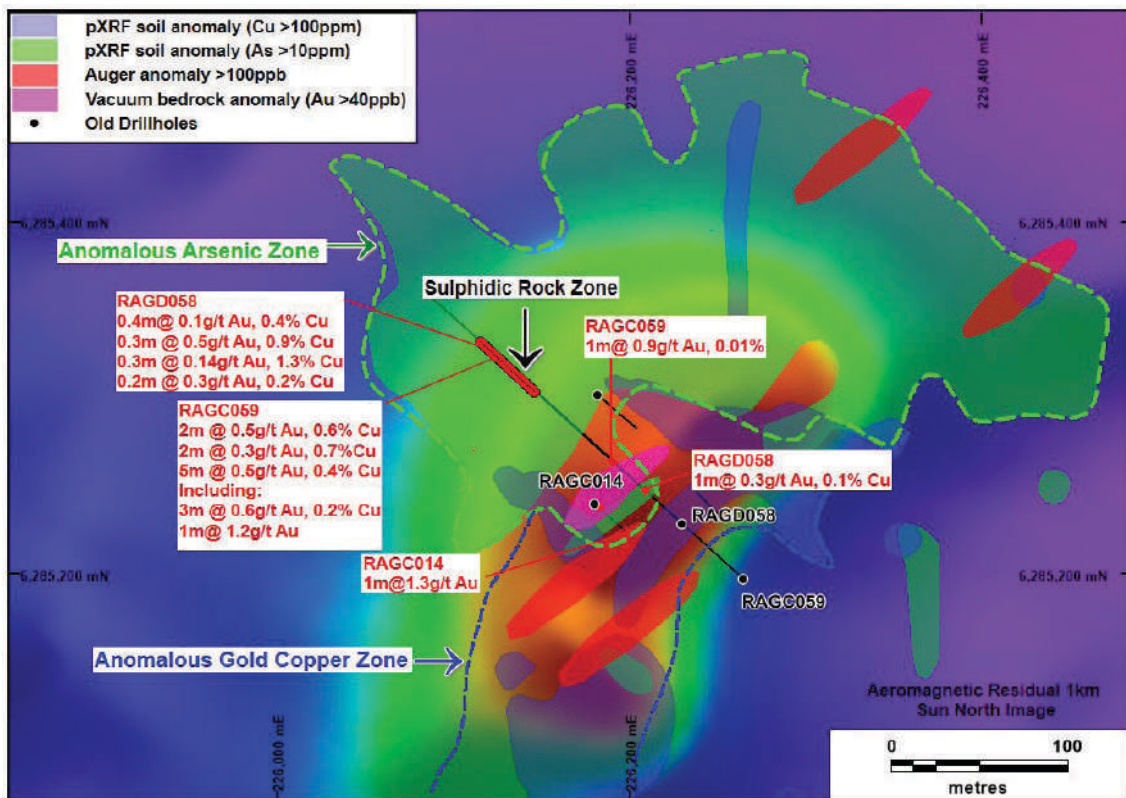 pXRF soil anomaly (Cu >100ppm)
pXRF soil anomaly (As >10ppm)
Auger anomaly >100ppb
Vacuum bedrock anomaly (Au >40ppb)
Old Drillholes
226,200 mE
226,400 mE
6,285,400 mN
6,285,400 mN
Anomalous Arsenic Zone
Sulphidic Rock Zone
RAGD058
0.4m@ 0.1g/t Au, 0.4% Cu
0.3m @ 0.5g/t Au, 0.9% Cu
0.3m @ 0.14g/t Au, 1.3% Cu
0.2m @ 0.3g/t Au, 0.2% Cu
RAGC059
1m@ 0.9g/t Au, 0.01%
RAGC059
2m @ 0.5g/t Au, 0.6% Cu
2m @ 0.3g/t Au, 0.7%Cu
5m @ 0.5g/t Au, 0.4% Cu
Including:
3m @ 0.6g/t Au, 0.2% Cu
1m@ 1.2g/t Au
RAGC014
RAGD058
1m@ 0.3g/t Au, 0.1% Cu
RAGD058
RAGC014
1m@1.3g/t Au
6,285,200 mN
6,285,200 mN
RAGC059
Anomalous Gold Copper Zone
Aeromagnetic Residual 1km
Sun North Image
226,000 mE
226,200 mE
0
100
metres